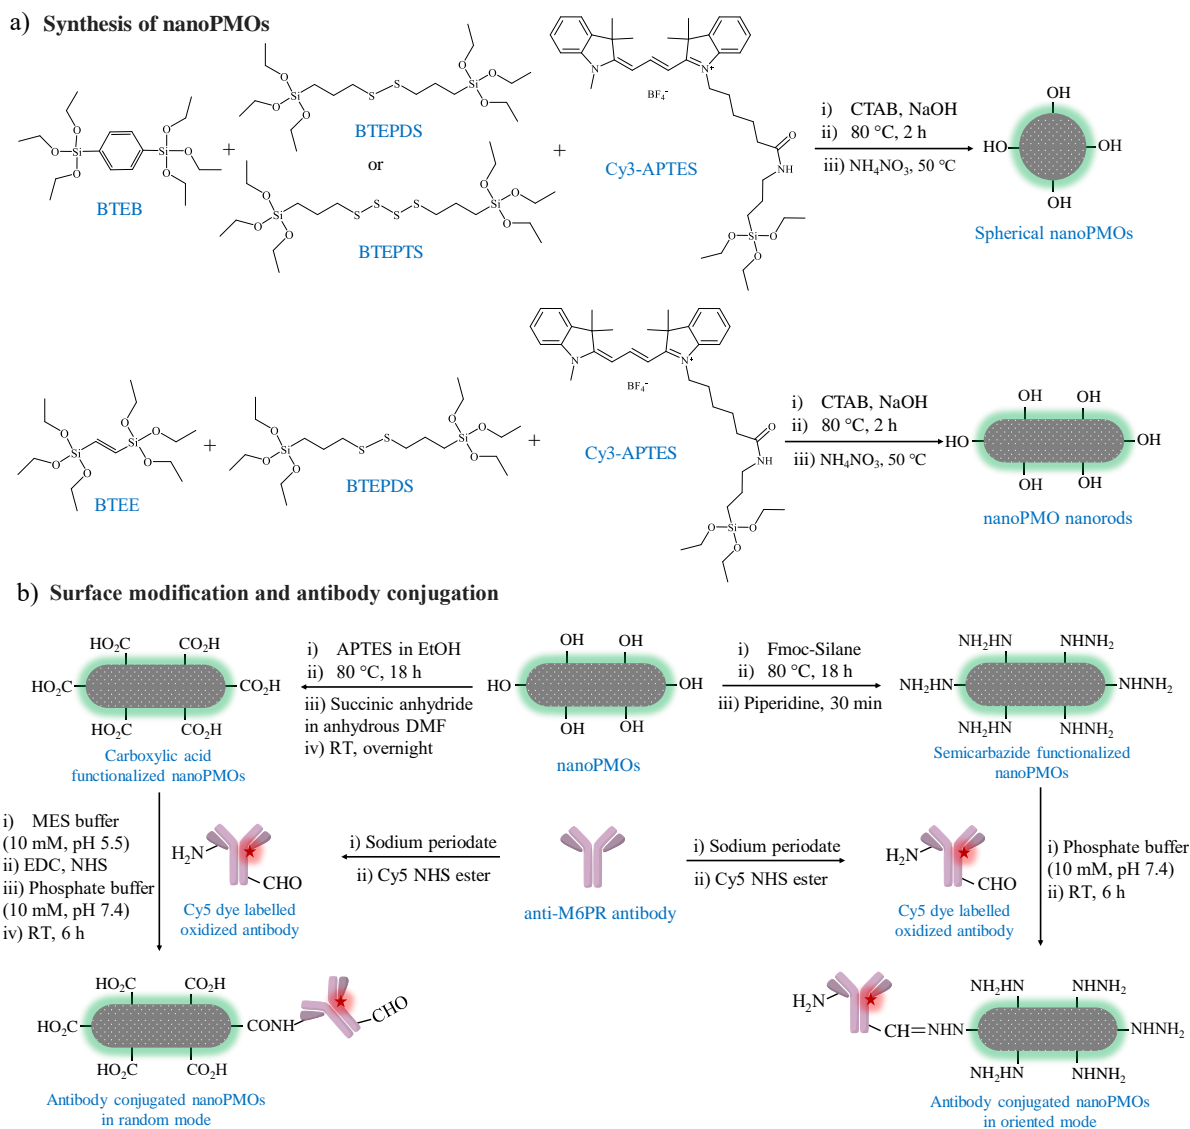 a) Synthesis of nanoPMOs
BTEB
+
BTEPDS
or
BTEPTS
+
BF₄⁻
Cy3-APTES
i) CTAB, NaOH
ii) 80 °C, 2 h
iii) NH₄NO₃, 50 °C
OH
HO
OH
OH
Spherical nanoPMOs
BTEE
+
BTEPDS
+
BF₄⁻
Cy3-APTES
i) CTAB, NaOH
ii) 80 °C, 2 h
iii) NH₄NO₃, 50 °C
OH OH
HO OH
OH OH
nanoPMO nanorods
b) Surface modification and antibody conjugation
HO₂C CO₂H
HO₂C CO₂H
HO₂C CO₂H
Carboxylic acid
functionalized nanoPMOs
i) APTES in EtOH
ii) 80 °C, 18 h
iii) Succinic anhydride
in anhydrous DMF
iv) RT, overnight
OH OH
HO OH
OH OH
nanoPMOs
i) Fmoc-Silane
ii) 80 °C, 18 h
iii) Piperidine, 30 min
NH₂HN NHNH₂
NH₂HN NHNH₂
NH₂HN NHNH₂
Semicarbazide functionalized
nanoPMOs
i) MES buffer
(10 mM, pH 5.5)
ii) EDC, NHS
iii) Phosphate buffer
(10 mM, pH 7.4)
iv) RT, 6 h
H₂N
CHO
Cy5 dye labelled
oxidized antibody
i) Sodium periodate
ii) Cy5 NHS ester
anti-M6PR antibody
i) Sodium periodate
ii) Cy5 NHS ester
H₂N
CHO
Cy5 dye labelled
oxidized antibody
i) Phosphate buffer
(10 mM, pH 7.4)
ii) RT, 6 h
HO₂C CO₂H
HO₂C CONH CHO
HO₂C CO₂H
Antibody conjugated nanoPMOs
in random mode
H₂N
NH₂HN NHNH₂
CH=NHN NHNH₂
NH₂HN NHNH₂
Antibody conjugated nanoPMOs
in oriented mode